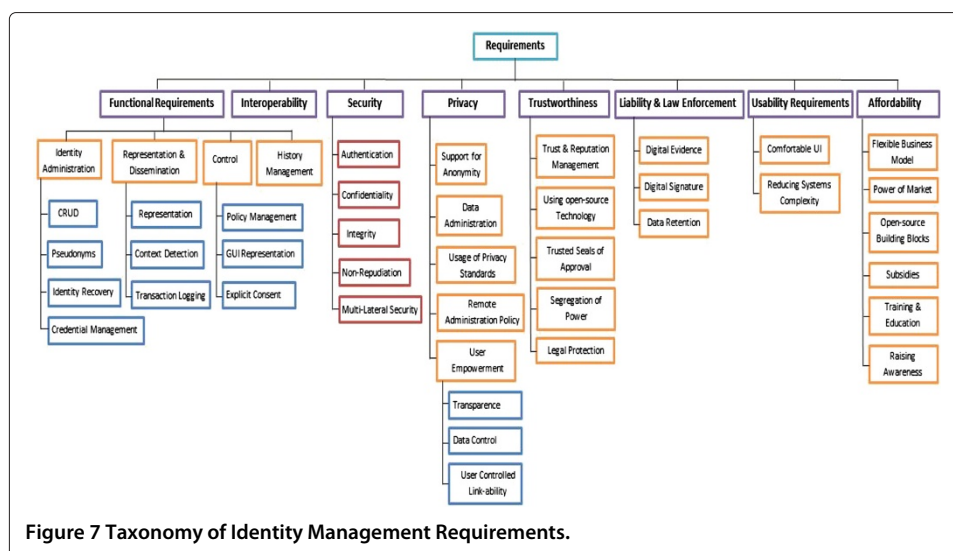 Requirements
Functional Requirements
Interoperability
Security
Privacy
Trustworthiness
Liability & Law Enforcement
Usability Requirements
Affordability
Identity
Administration
CRUD
Pseudonyms
Identity Recovery
Credential Management
Representation &
Dissemination
Representation
Context Detection
Transaction Logging
Control
Policy Management
GUI Representation
Explicit Consent
History
Management
Authentication
Confidentiality
Integrity
Non-Repudiation
Multi-Lateral Security
Support for
Anonymity
Data
Administration
Usage of Privacy
Standards
Remote
Administration Policy
User
Empowerment
Transparence
Data Control
User Controlled
Link-ability
Trust & Reputation
Management
Using open-source
Technology
Trusted Seals of
Approval
Segregation of
Power
Legal Protection
Digital Evidence
Digital Signature
Data Retention
Comfortable UI
Reducing Systems
Complexity
Flexible Business
Model
Power of Market
Open-source
Building Blocks
Subsidies
Training &
Education
Raising
Awareness
Figure 7 Taxonomy of Identity Management Requirements.